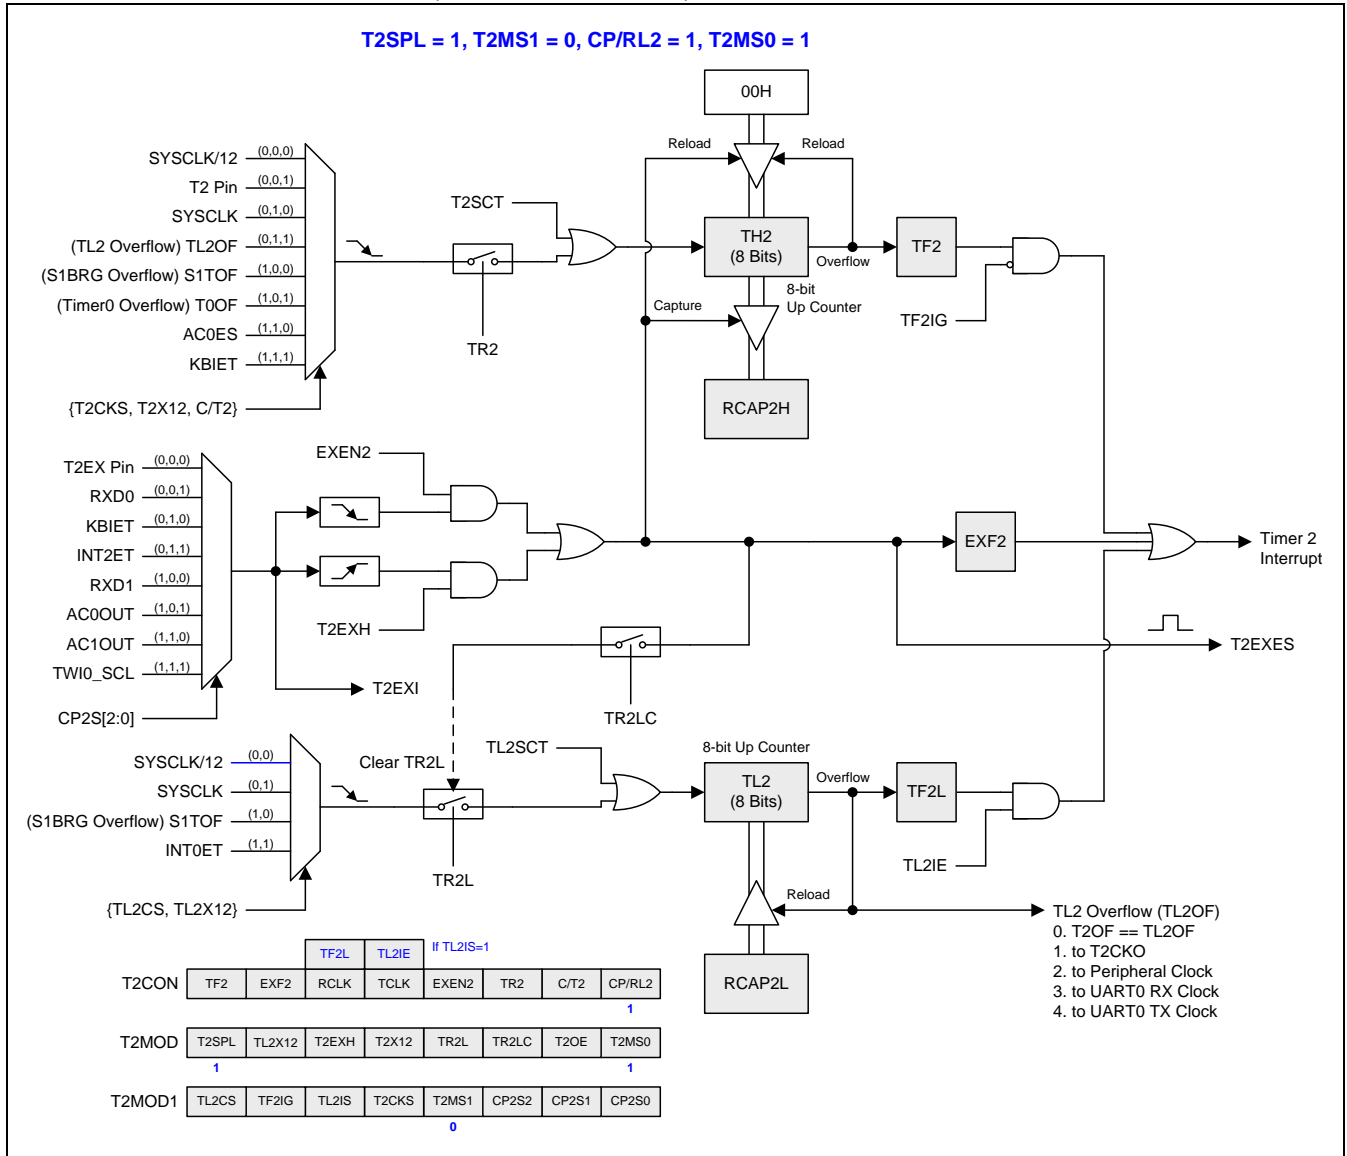 T2SPL = 1, T2MS1 = 0, CP/RL2 = 1, T2MS0 = 1
00H
Reload
Reload
SYSCLK/12 (0,0,0)
T2 Pin (0,0,1)
SYSCLK (0,1,0)
(TL2 Overflow) TL2OF (0,1,1)
(S1BRG Overflow) S1TOF (1,0,0)
(Timer0 Overflow) T0OF (1,0,1)
AC0ES (1,1,0)
KBIET (1,1,1)
{T2CKS, T2X12, C/T2}
T2SCT
TR2
TH2
(8 Bits)
Overflow
TF2
8-bit
Up Counter
TF2IG
Capture
RCAP2H
EXEN2
T2EX Pin (0,0,0)
RXD0 (0,0,1)
KBIET (0,1,0)
INT2ET (0,1,1)
RXD1 (1,0,0)
AC0OUT (1,0,1)
AC1OUT (1,1,0)
TWI0_SCL (1,1,1)
CP2S[2:0]
T2EXH
T2EXI
EXF2
Timer 2
Interrupt
T2EXES
TR2LC
Clear TR2L
SYSCLK/12 (0,0)
SYSCLK (0,1)
(S1BRG Overflow) S1TOF (1,0)
INT0ET (1,1)
{TL2CS, TL2X12}
TL2SCT
TR2L
8-bit Up Counter
TL2
(8 Bits)
Overflow
TF2L
TL2IE
Reload
RCAP2L
TL2 Overflow (TL2OF)
0. T2OF == TL2OF
1. to T2CKO
2. to Peripheral Clock
3. to UART0 RX Clock
4. to UART0 TX Clock
TF2L TL2IE If TL2IS=1
T2CON TF2 EXF2 RCLK TCLK EXEN2 TR2 C/T2 CP/RL2
1
T2MOD T2SPL TL2X12 T2EXH T2X12 TR2L TR2LC T2OE T2MS0
1 1
T2MOD1 TL2CS TF2IG TL2IS T2CKS T2MS1 CP2S2 CP2S1 CP2S0
0